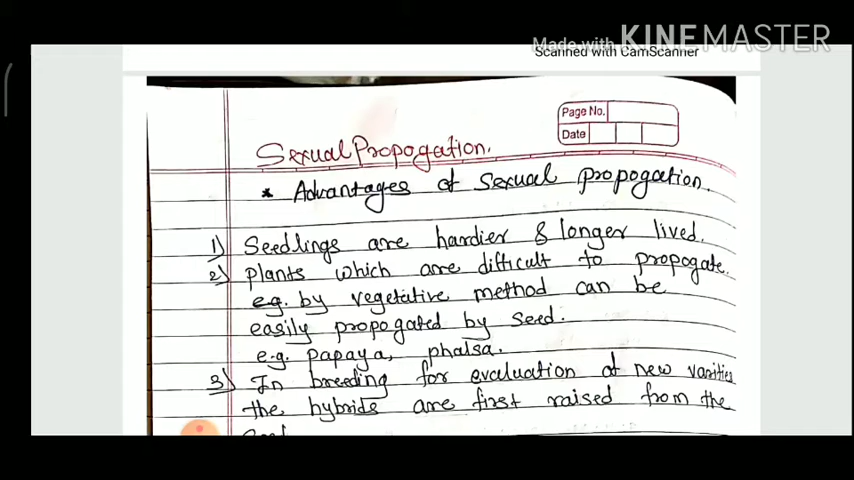 Made with KINEMASTER
Scanned with CamScanner
Page No.
Date
Sexual Propogation.
* Advantages of sexual propogation.
1) Seedlings are hardier & longer lived.
2) Plants which are difficult to propogate.
e.g. by vegetative method can be
easily propogated by seed.
e.g. papaya, phalsa.
3) In breeding for evaluation of new varities
the hybrids are first raised from the